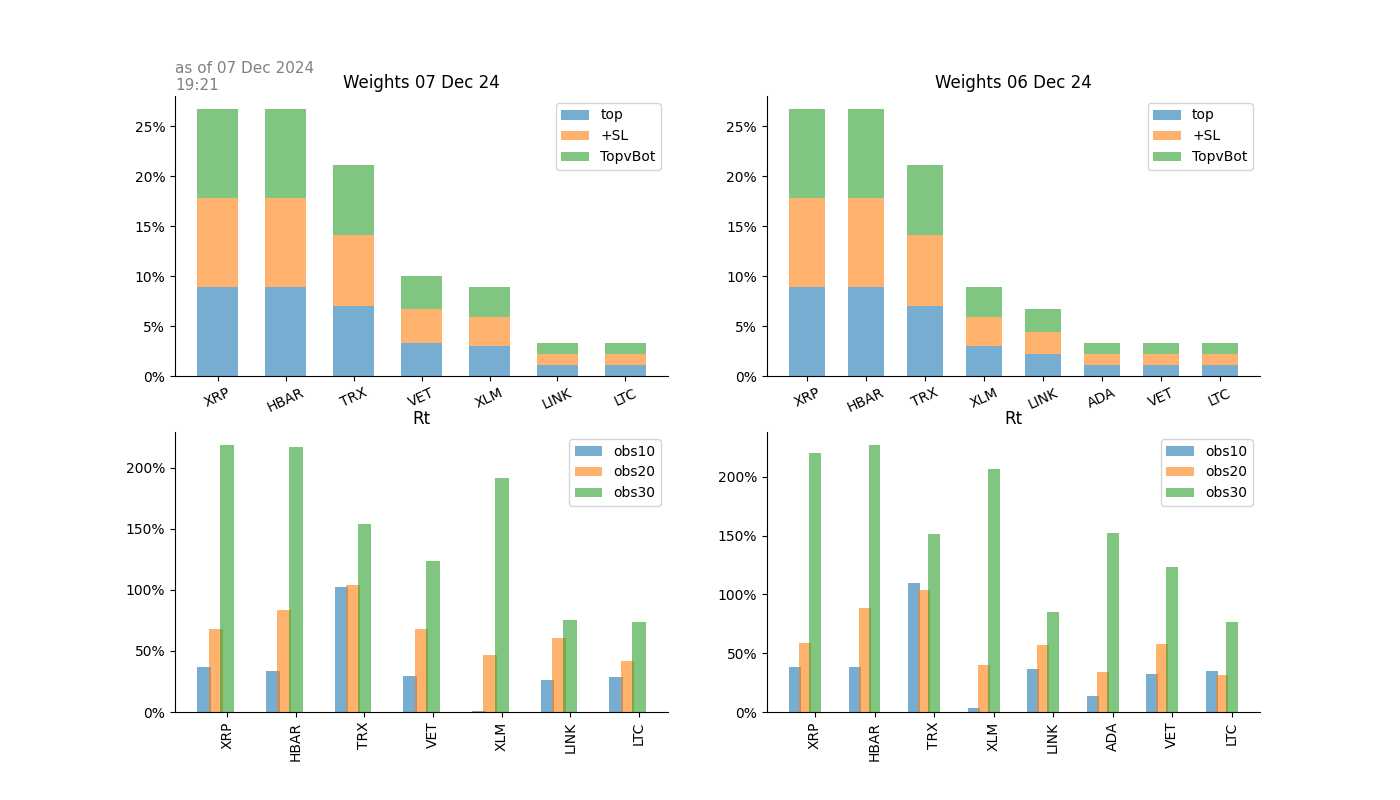 as of 07 Dec 2024
19:21
Weights 07 Dec 24
25%
20%
15%
10%
5%
0%
top
+SL
TopvBot
XRP
HBAR
TRX
VET
XLM
LINK
LTC
Weights 06 Dec 24
25%
20%
15%
10%
5%
0%
top
+SL
TopvBot
XRP
HBAR
TRX
XLM
LINK
ADA
VET
LTC
Rt
200%
150%
100%
50%
0%
obs10
obs20
obs30
XRP
HBAR
TRX
VET
XLM
LINK
LTC
Rt
200%
150%
100%
50%
0%
obs10
obs20
obs30
XRP
HBAR
TRX
XLM
LINK
ADA
VET
LTC